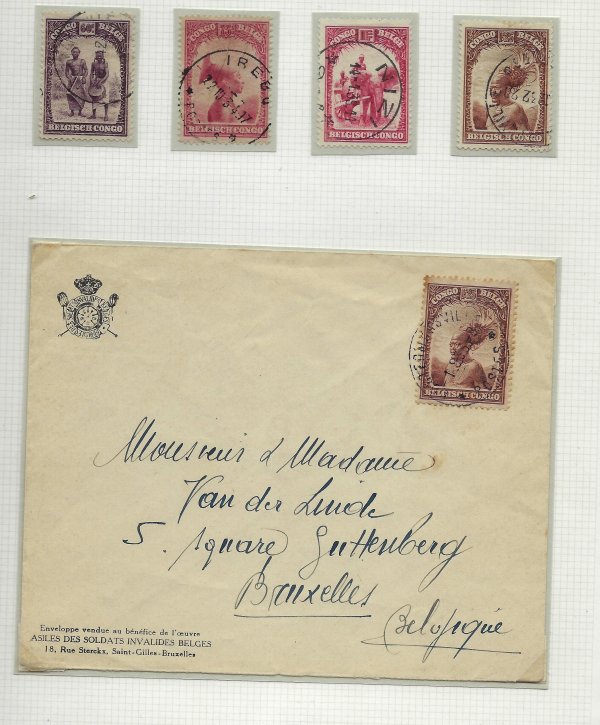 CONGO BELGE
BELGISCH CONGO
CONGO BELGE
IREBU
BELGISCH CONGO
CONGO BELGE
BELGISCH CONGO
CONGO BELGE
BELGISCH CONGO
CONGO BELGE
BELGISCH CONGO
Monsieur & Madame
Van der Linde
5. Square Guttenberg
Bruxelles
Belgique
Enveloppe vendue au bénéfice de l'œuvre
ASILES DES SOLDATS INVALIDES BELGES
18, Rue Sterckx, Saint-Gilles-Bruxelles